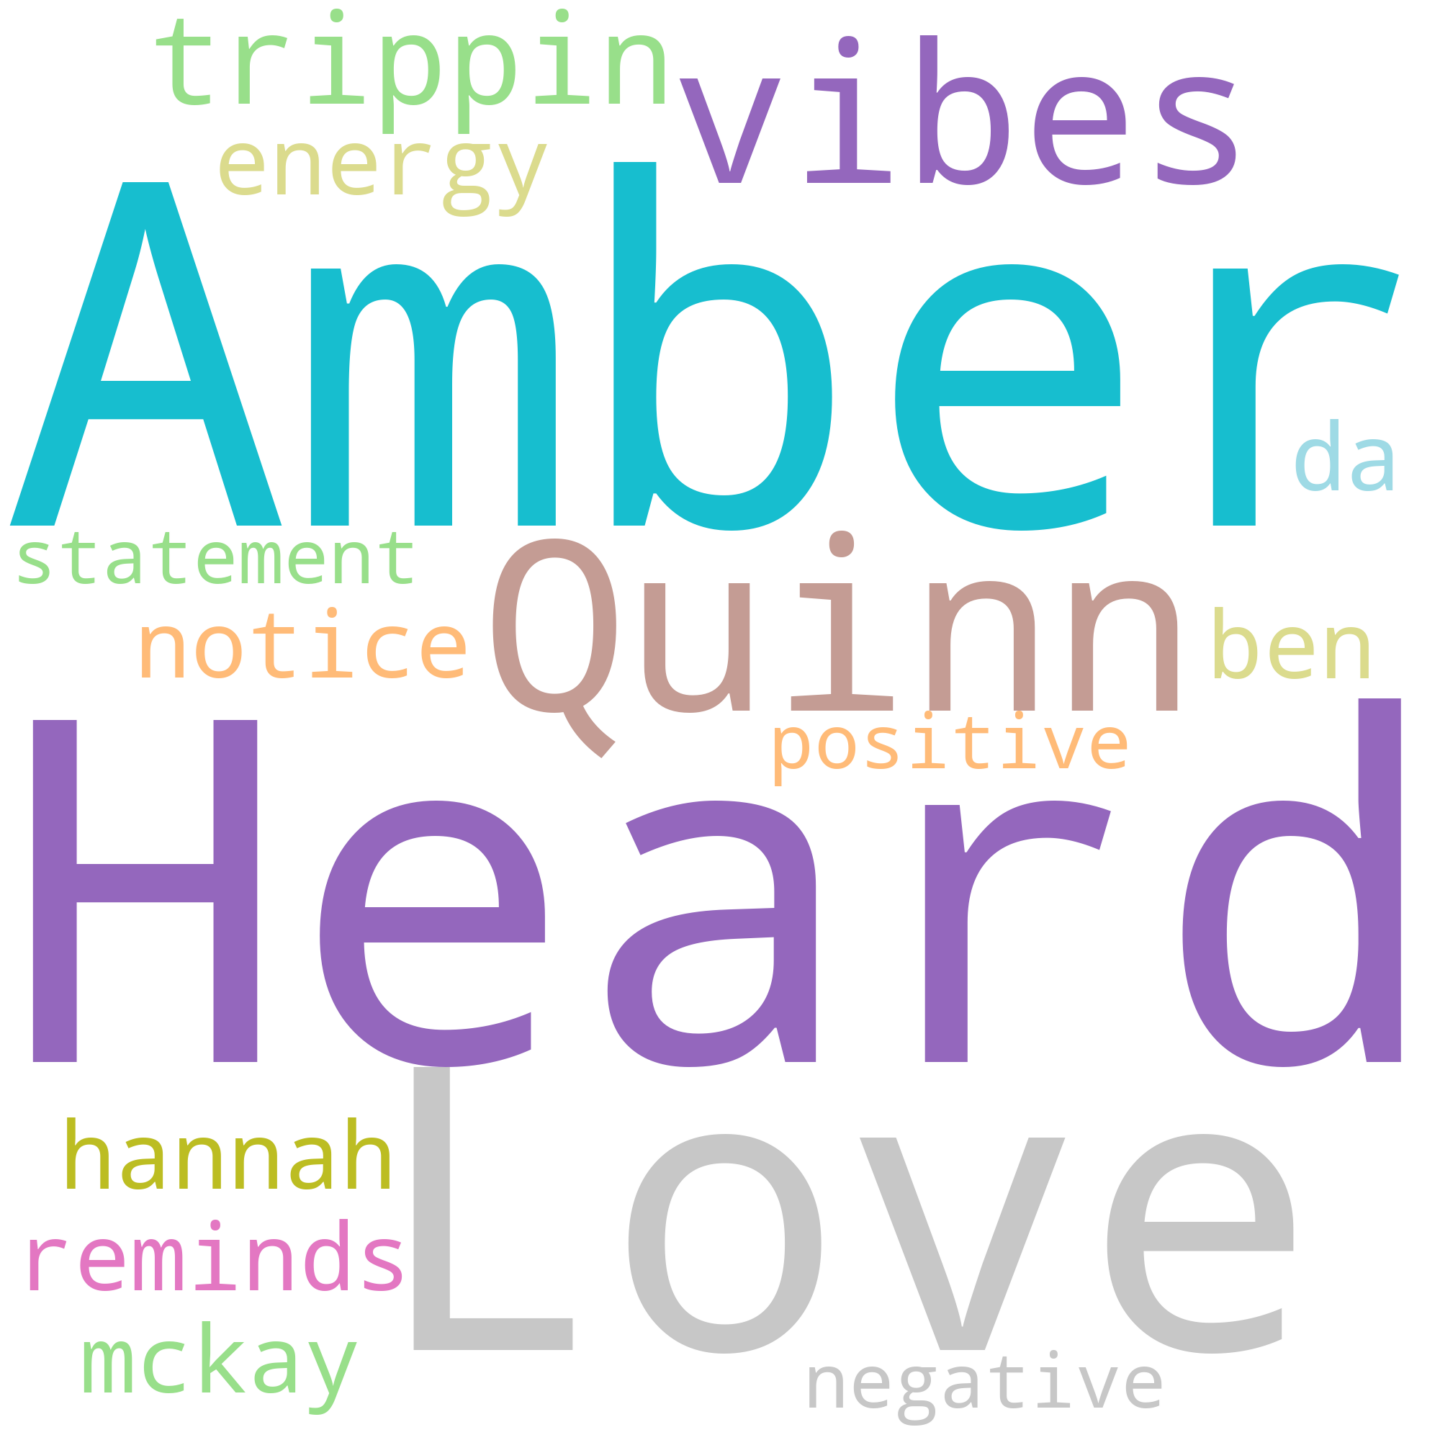 trippin
vibes
energy
Amber
da
statement
Quinn
notice
ben
positive
Heard
Love
hannah
reminds
mckay
negative